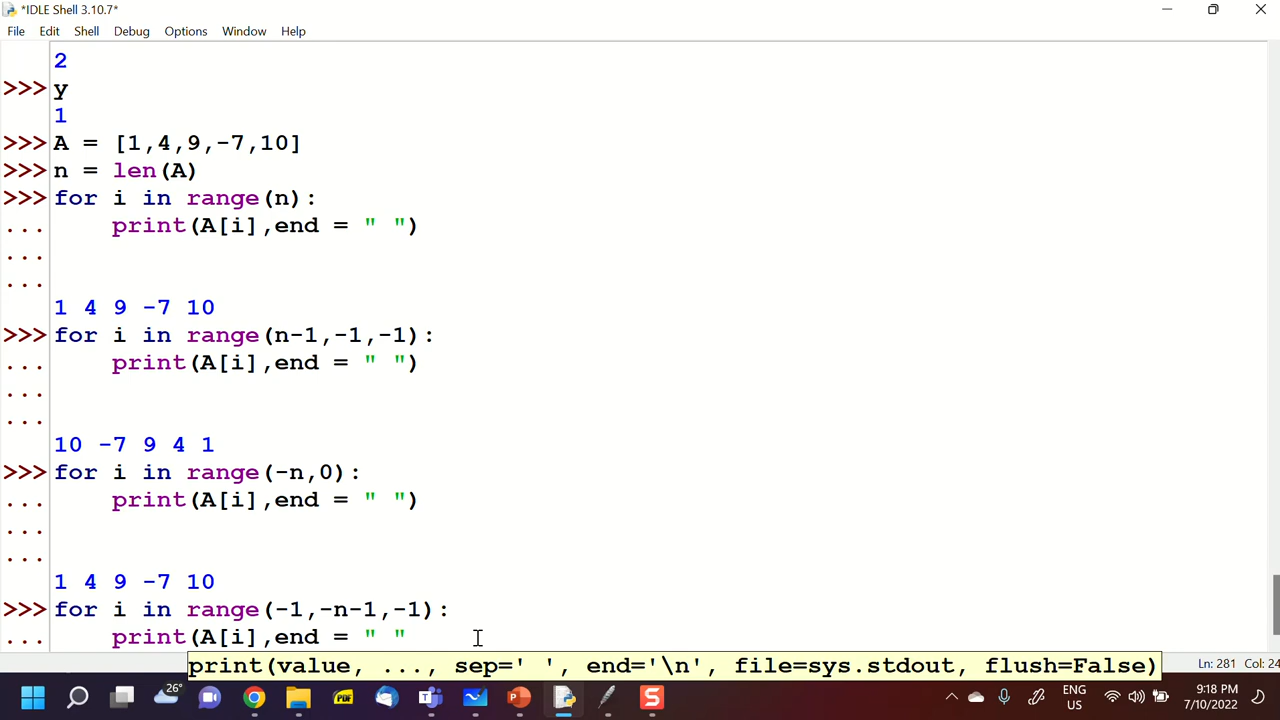 *IDLE Shell 3.10.7*
File Edit Shell Debug Options Window Help
2
>>> y
1
>>> A = [1,4,9,-7,10]
>>> n = len(A)
>>> for i in range(n):
...     print(A[i],end = " ")
...
...
1 4 9 -7 10
>>> for i in range(n-1,-1,-1):
...     print(A[i],end = " ")
...
...
10 -7 9 4 1
>>> for i in range(-n,0):
...     print(A[i],end = " ")
...
...
1 4 9 -7 10
>>> for i in range(-1,-n-1,-1):
...     print(A[i],end = " "
print(value, ..., sep=' ', end='\n', file=sys.stdout, flush=False)
Ln: 281 Col: 24
26°
PDF
ENG
US
9:18 PM
7/10/2022